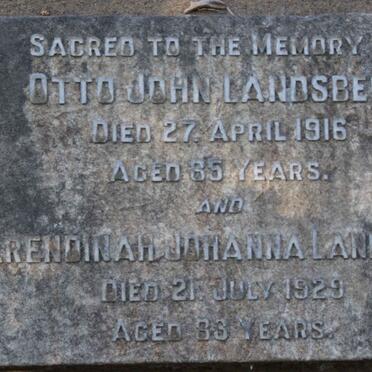 SACRED TO THE MEMORY
OTTO JOHN LANDSBE
DIED 27. APRIL 1916
AGED 85 YEARS.
AND
RENDINAH JOHANNA LAN
DIED 21. JULY 1929
AGED 83 YEARS.